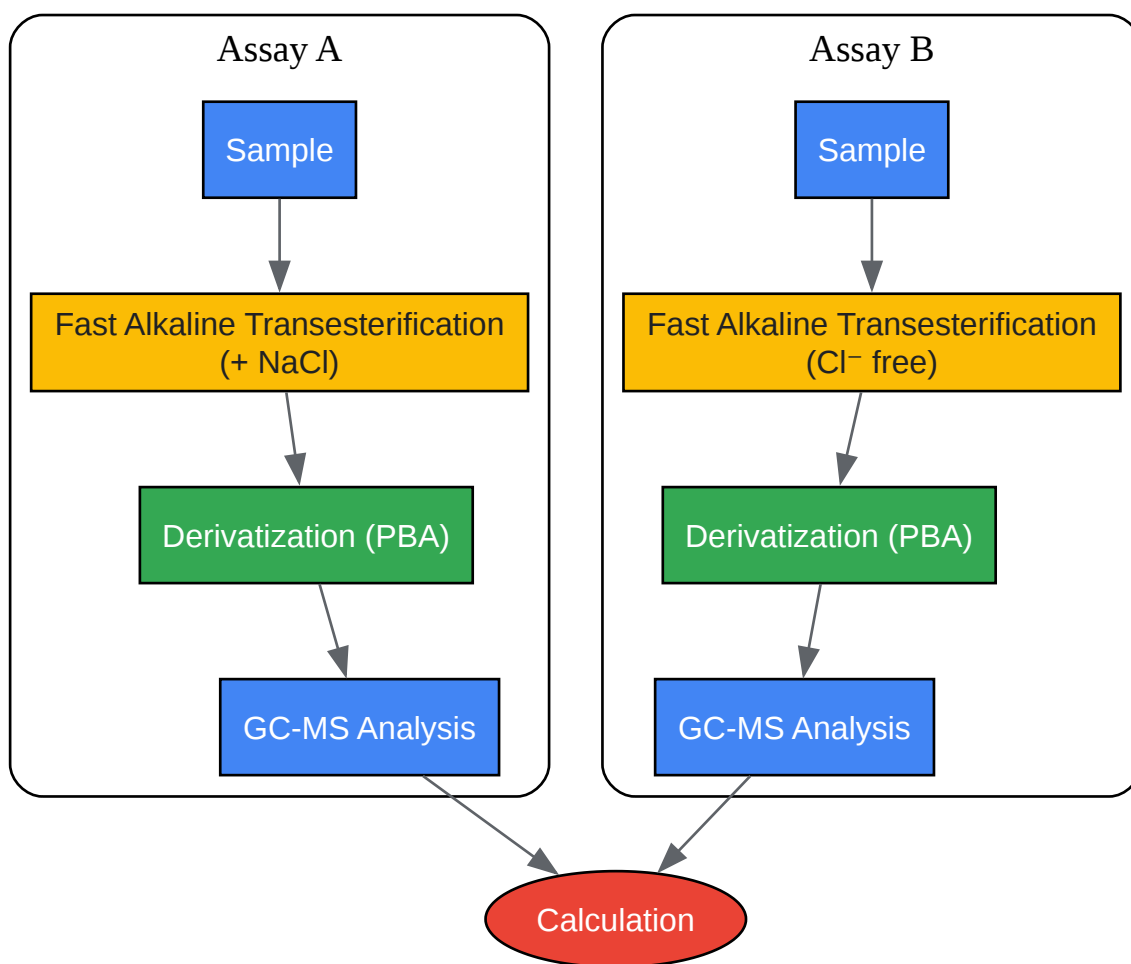 Assay A
Sample
Fast Alkaline Transesterification
(+ NaCl)
Derivatization (PBA)
GC-MS Analysis
Assay B
Sample
Fast Alkaline Transesterification
(Cl⁻ free)
Derivatization (PBA)
GC-MS Analysis
Calculation